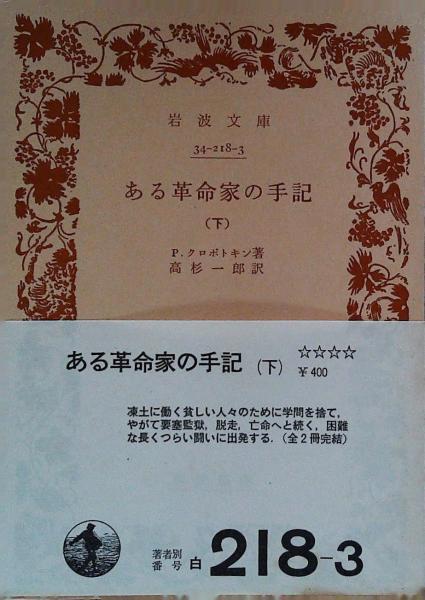 岩波文庫
34-218-3
ある革命家の手記
(下)
P.クロポトキン著
高杉一郎訳
ある革命家の手記(下) ☆☆☆☆
¥400
凍土に働く貧しい人々のために学問を捨て,
やがて要塞監獄,脱走,亡命へと続く,困難
な長くつらい闘いに出発する.(全2冊完結)
著者別
番号 白 218-3